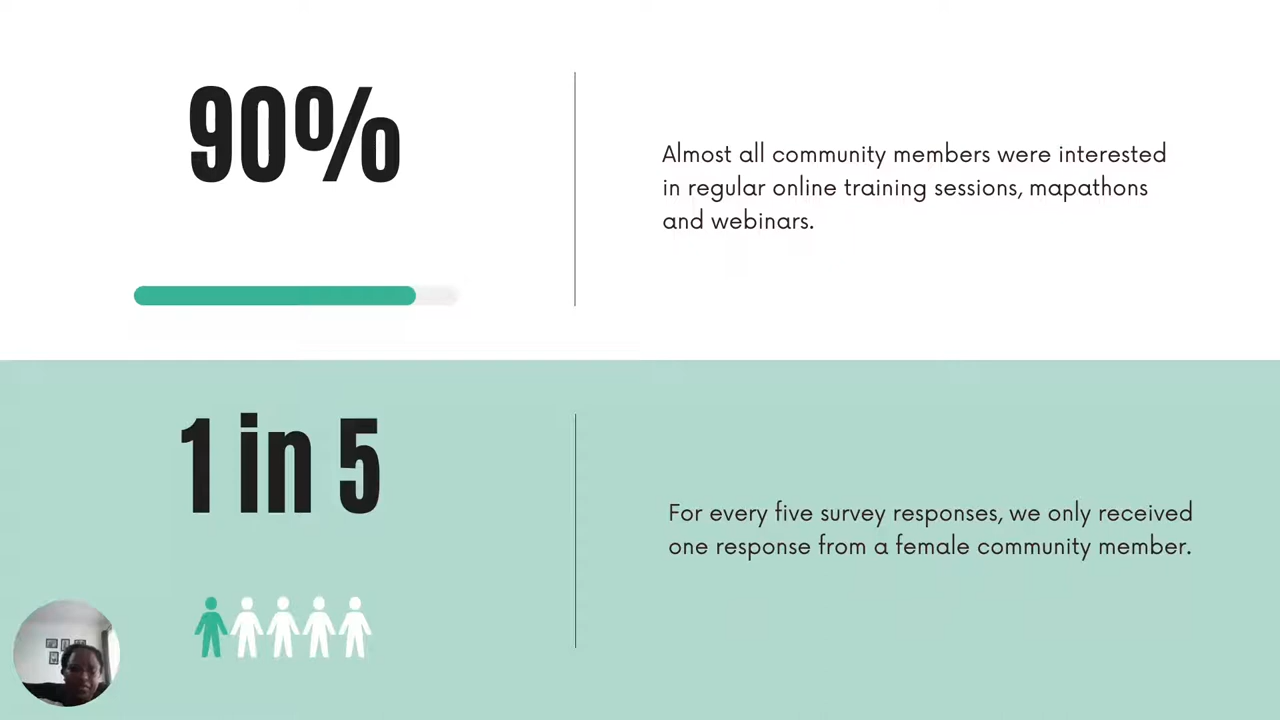 90%
Almost all community members were interested
in regular online training sessions, mapathons
and webinars.
1 in 5
For every five survey responses, we only received
one response from a female community member.